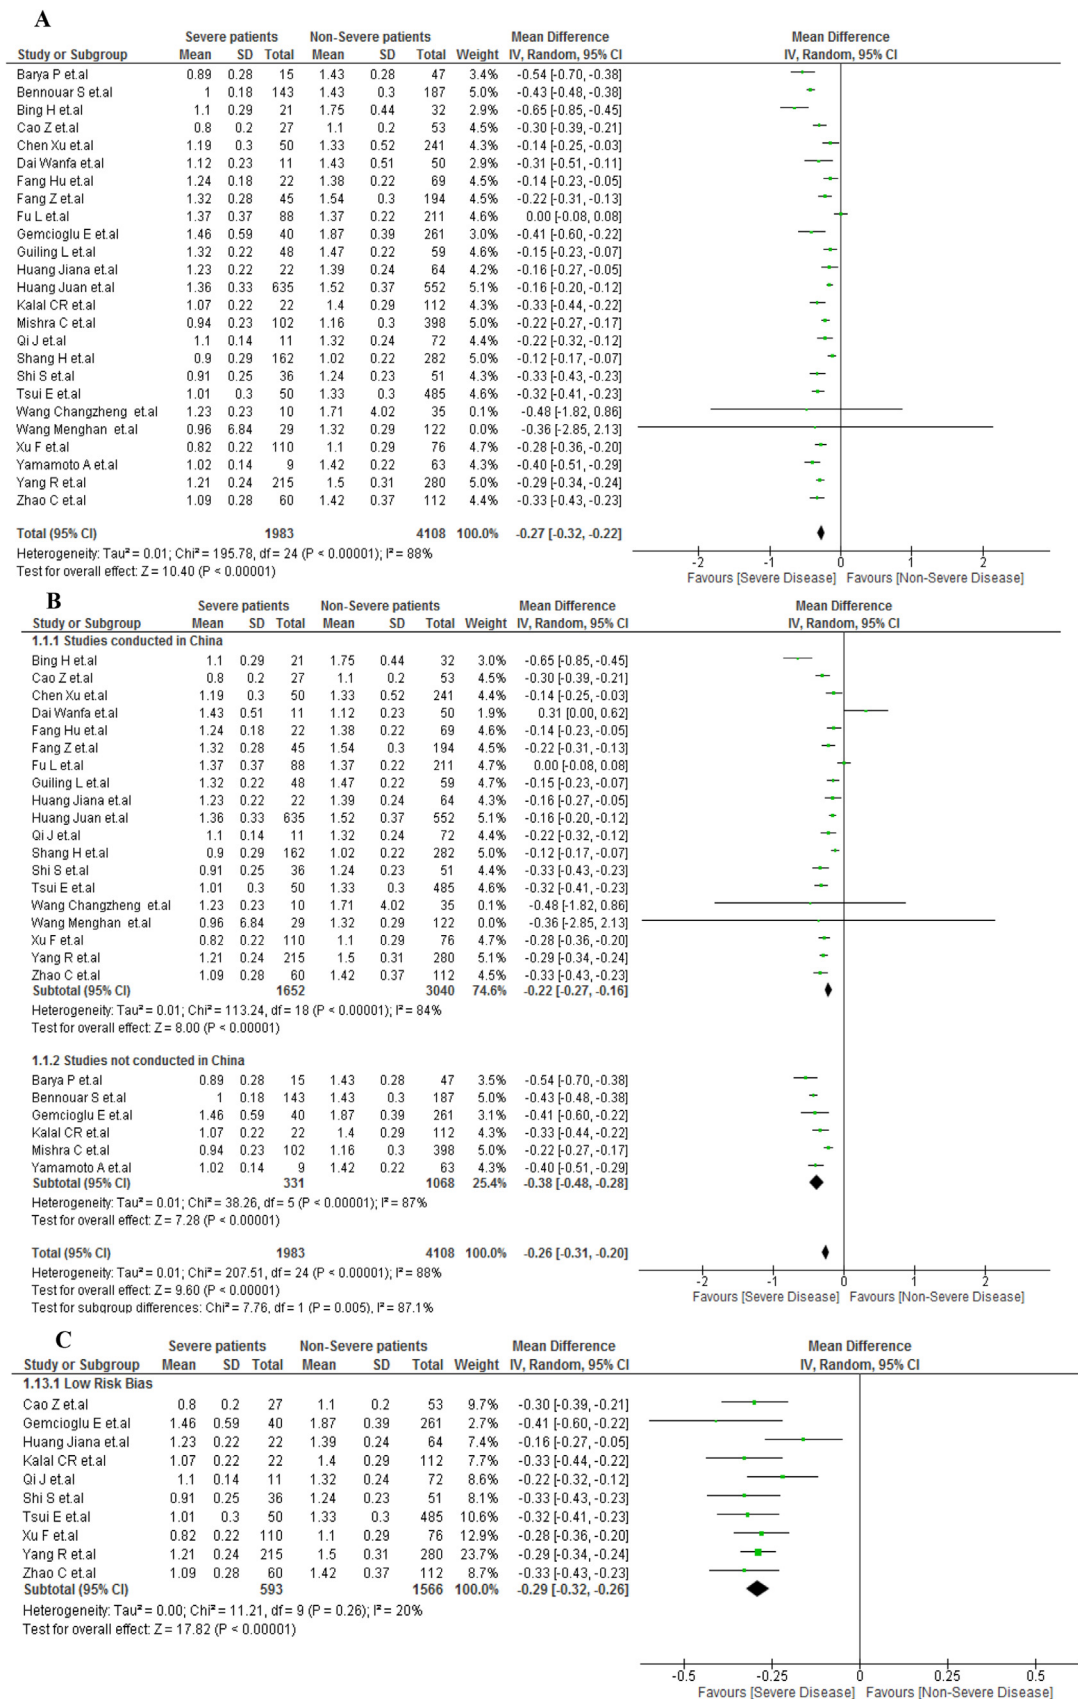 A
Severe patients Non-Severe patients Mean Difference Mean Difference
Study or Subgroup Mean SD Total Mean SD Total Weight IV, Random, 95% CI IV, Random, 95% CI
Barya P et.al 0.89 0.28 15 1.43 0.28 47 3.4% -0.54 [-0.70, -0.38]
Bennouar S et.al 1 0.18 143 1.43 0.3 187 5.0% -0.43 [-0.48, -0.38]
Bing H et.al 1.1 0.29 21 1.75 0.44 32 3.0% -0.65 [-0.85, -0.45]
Cao Z et.al 0.8 0.2 27 1.1 0.2 53 4.5% -0.30 [-0.39, -0.21]
Chen Xu et.al 1.19 0.3 50 1.33 0.52 241 4.2% -0.14 [-0.25, -0.03]
Dai Wanfa et.al 1.12 0.23 11 1.43 0.51 50 2.9% -0.31 [-0.51, -0.11]
Fang Hu et.al 1.24 0.18 22 1.38 0.22 69 4.5% -0.14 [-0.23, -0.05]
Fang Z et.al 1.32 0.28 45 1.54 0.3 194 4.5% -0.22 [-0.31, -0.13]
Fu L et.al 1.37 0.37 88 1.37 0.22 211 4.6% 0.00 [-0.08, 0.08]
Gemcioglu E et.al 1.46 0.59 40 1.87 0.39 261 3.0% -0.41 [-0.60, -0.22]
Guiling L et.al 1.32 0.22 48 1.47 0.22 59 4.6% -0.15 [-0.23, -0.07]
Huang Jiana et.al 1.23 0.22 22 1.39 0.24 64 4.2% -0.16 [-0.27, -0.05]
Huang Juan et.al 1.36 0.33 635 1.52 0.37 552 5.1% -0.16 [-0.20, -0.12]
Kalal CR et.al 1.07 0.22 22 1.4 0.29 112 4.3% -0.33 [-0.44, -0.22]
Mishra C et.al 0.94 0.23 102 1.16 0.3 398 5.0% -0.22 [-0.27, -0.17]
Qi J et.al 1.1 0.14 11 1.32 0.24 72 4.4% -0.22 [-0.32, -0.12]
Shang H et.al 0.9 0.29 162 1.02 0.22 282 5.0% -0.12 [-0.17, -0.07]
Shi S et.al 0.91 0.25 36 1.24 0.23 51 4.3% -0.33 [-0.43, -0.23]
Tsui E et.al 1.01 0.3 50 1.33 0.3 485 4.6% -0.32 [-0.41, -0.23]
Wang Changzheng et.al 1.23 0.23 10 1.71 4.02 35 0.1% -0.48 [-1.82, 0.86]
Wang Menghan et.al 0.96 6.84 29 1.32 0.29 122 0.0% -0.36 [-2.85, 2.13]
Xu F et.al 0.82 0.22 110 1.1 0.29 76 4.7% -0.28 [-0.36, -0.20]
Yamamoto A et.al 1.02 0.14 9 1.42 0.22 63 4.3% -0.40 [-0.51, -0.29]
Yang R et.al 1.21 0.24 215 1.5 0.31 280 5.0% -0.29 [-0.34, -0.24]
Zhao C et.al 1.09 0.28 60 1.42 0.37 112 4.4% -0.33 [-0.43, -0.23]
Total (95% CI) 1983 4108 100.0% -0.27 [-0.32, -0.22]
Heterogeneity: Tau² = 0.01; Chi² = 195.78, df = 24 (P < 0.00001); I² = 88%
Test for overall effect: Z = 10.40 (P < 0.00001)
-2 -1 0 1 2
Favours [Severe Disease] Favours [Non-Severe Disease]
B
Severe patients Non-Severe patients Mean Difference Mean Difference
Study or Subgroup Mean SD Total Mean SD Total Weight IV, Random, 95% CI IV, Random, 95% CI
1.1.1 Studies conducted in China
Bing H et.al 1.1 0.29 21 1.75 0.44 32 3.0% -0.65 [-0.85, -0.45]
Cao Z et.al 0.8 0.2 27 1.1 0.2 53 4.5% -0.30 [-0.39, -0.21]
Chen Xu et.al 1.19 0.3 50 1.33 0.52 241 4.2% -0.14 [-0.25, -0.03]
Dai Wanfa et.al 1.43 0.51 11 1.12 0.23 50 1.9% 0.31 [0.00, 0.62]
Fang Hu et.al 1.24 0.18 22 1.38 0.22 69 4.6% -0.14 [-0.23, -0.05]
Fang Z et.al 1.32 0.28 45 1.54 0.3 194 4.5% -0.22 [-0.31, -0.13]
Fu L et.al 1.37 0.37 88 1.37 0.22 211 4.7% 0.00 [-0.08, 0.08]
Guiling L et.al 1.32 0.22 48 1.47 0.22 59 4.6% -0.15 [-0.23, -0.07]
Huang Jiana et.al 1.23 0.22 22 1.39 0.24 64 4.3% -0.16 [-0.27, -0.05]
Huang Juan et.al 1.36 0.33 635 1.52 0.37 552 5.1% -0.16 [-0.20, -0.12]
Qi J et.al 1.1 0.14 11 1.32 0.24 72 4.4% -0.22 [-0.32, -0.12]
Shang H et.al 0.9 0.29 162 1.02 0.22 282 5.0% -0.12 [-0.17, -0.07]
Shi S et.al 0.91 0.25 36 1.24 0.23 51 4.3% -0.33 [-0.43, -0.23]
Tsui E et.al 1.01 0.3 50 1.33 0.3 485 4.6% -0.32 [-0.41, -0.23]
Wang Changzheng et.al 1.23 0.23 10 1.71 4.02 35 0.1% -0.48 [-1.82, 0.86]
Wang Menghan et.al 0.96 6.84 29 1.32 0.29 122 0.0% -0.36 [-2.85, 2.13]
Xu F et.al 0.82 0.22 110 1.1 0.29 76 4.7% -0.28 [-0.36, -0.20]
Yang R et.al 1.21 0.24 215 1.5 0.31 280 5.1% -0.29 [-0.34, -0.24]
Zhao C et.al 1.09 0.28 60 1.42 0.37 112 4.5% -0.33 [-0.43, -0.23]
Subtotal (95% CI) 1652 3040 74.6% -0.22 [-0.27, -0.16]
Heterogeneity: Tau² = 0.01; Chi² = 113.24, df = 18 (P < 0.00001); I² = 84%
Test for overall effect: Z = 8.00 (P < 0.00001)
1.1.2 Studies not conducted in China
Barya P et.al 0.89 0.28 15 1.43 0.28 47 3.5% -0.54 [-0.70, -0.38]
Bennouar S et.al 1 0.18 143 1.43 0.3 187 5.0% -0.43 [-0.48, -0.38]
Gemcioglu E et.al 1.46 0.59 40 1.87 0.39 261 3.1% -0.41 [-0.60, -0.22]
Kalal CR et.al 1.07 0.22 22 1.4 0.29 112 4.3% -0.33 [-0.44, -0.22]
Mishra C et.al 0.94 0.23 102 1.16 0.3 398 5.0% -0.22 [-0.27, -0.17]
Yamamoto A et.al 1.02 0.14 9 1.42 0.22 63 4.3% -0.40 [-0.51, -0.29]
Subtotal (95% CI) 331 1068 25.4% -0.38 [-0.48, -0.28]
Heterogeneity: Tau² = 0.01; Chi² = 38.26, df = 5 (P < 0.00001); I² = 87%
Test for overall effect: Z = 7.28 (P < 0.00001)
Total (95% CI) 1983 4108 100.0% -0.26 [-0.31, -0.20]
Heterogeneity: Tau² = 0.01; Chi² = 207.51, df = 24 (P < 0.00001); I² = 88%
Test for overall effect: Z = 9.60 (P < 0.00001)
Test for subgroup differences: Chi² = 7.76, df = 1 (P = 0.005), I² = 87.1%
-2 -1 0 1 2
Favours [Severe Disease] Favours [Non-Severe Disease]
C
Severe patients Non-Severe patients Mean Difference Mean Difference
Study or Subgroup Mean SD Total Mean SD Total Weight IV, Random, 95% CI IV, Random, 95% CI
1.13.1 Low Risk Bias
Cao Z et.al 0.8 0.2 27 1.1 0.2 53 9.7% -0.30 [-0.39, -0.21]
Gemcioglu E et.al 1.46 0.59 40 1.87 0.39 261 2.7% -0.41 [-0.60, -0.22]
Huang Jiana et.al 1.23 0.22 22 1.39 0.24 64 7.4% -0.16 [-0.27, -0.05]
Kalal CR et.al 1.07 0.22 22 1.4 0.29 112 7.7% -0.33 [-0.44, -0.22]
Qi J et.al 1.1 0.14 11 1.32 0.24 72 8.6% -0.22 [-0.32, -0.12]
Shi S et.al 0.91 0.25 36 1.24 0.23 51 8.1% -0.33 [-0.43, -0.23]
Tsui E et.al 1.01 0.3 50 1.33 0.3 485 10.6% -0.32 [-0.41, -0.23]
Xu F et.al 0.82 0.22 110 1.1 0.29 76 12.9% -0.28 [-0.36, -0.20]
Yang R et.al 1.21 0.24 215 1.5 0.31 280 23.7% -0.29 [-0.34, -0.24]
Zhao C et.al 1.09 0.28 60 1.42 0.37 112 8.7% -0.33 [-0.43, -0.23]
Subtotal (95% CI) 593 1566 100.0% -0.29 [-0.32, -0.26]
Heterogeneity: Tau² = 0.00; Chi² = 11.21, df = 9 (P = 0.26); I² = 20%
Test for overall effect: Z = 17.82 (P < 0.00001)
-0.5 -0.25 0 0.25 0.5
Favours [Severe Disease] Favours [Non-Severe Disease]